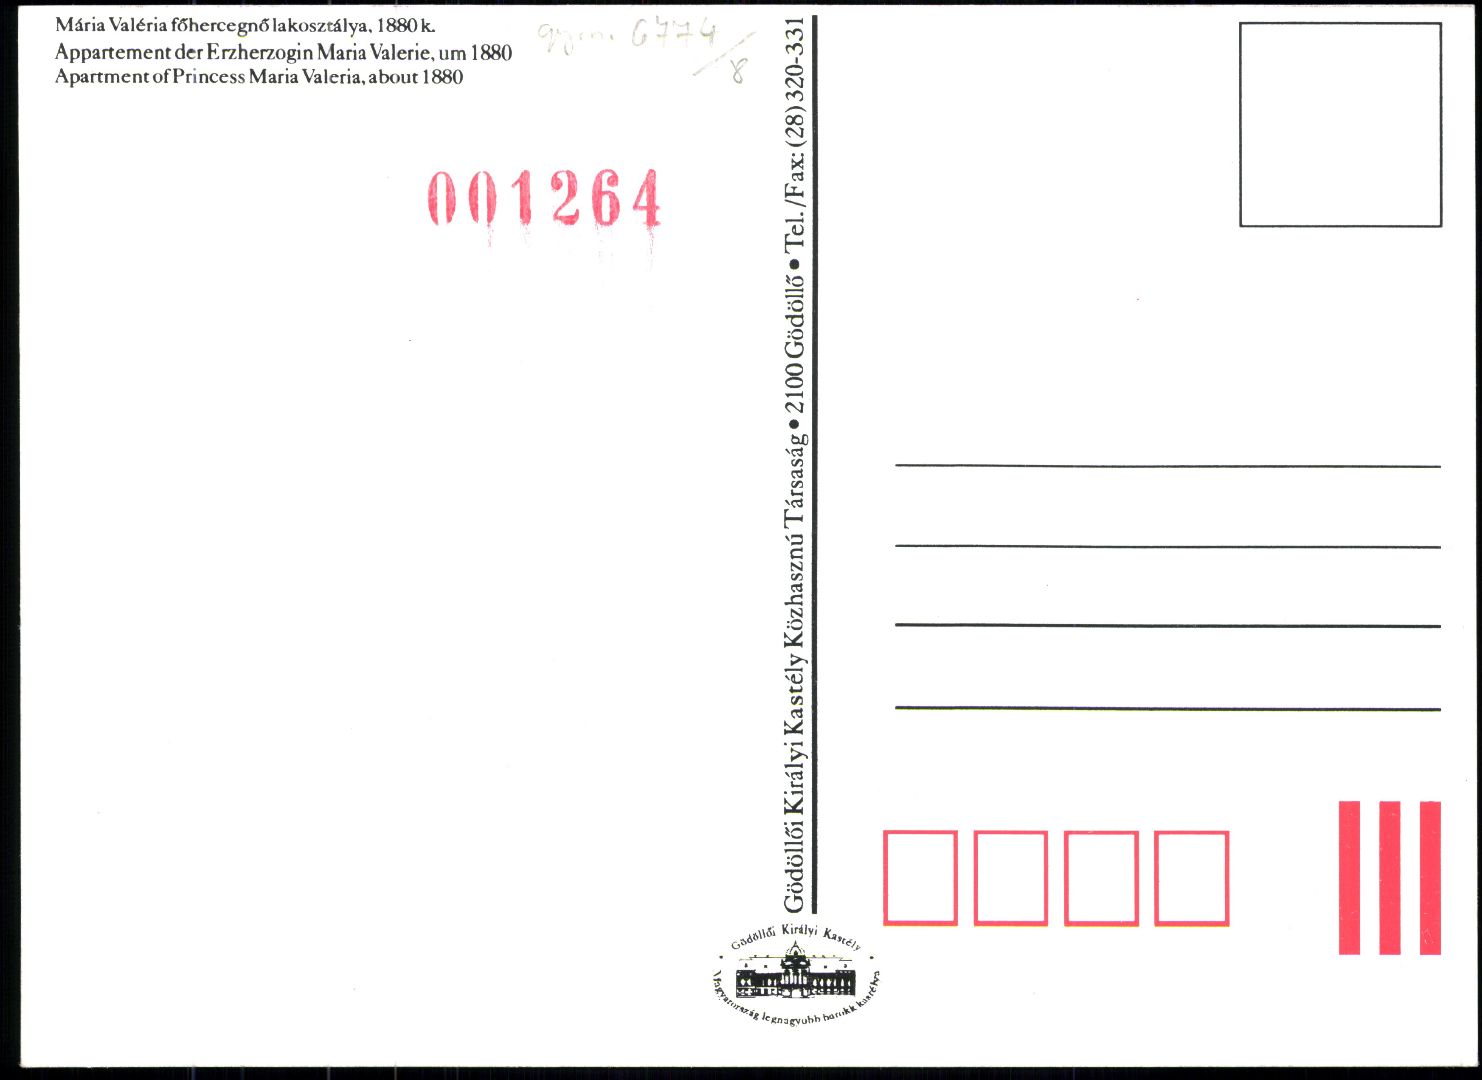 Mária Valéria főhercegnő lakosztálya, 1880 k.
Appartement der Erzherzogin Maria Valerie, um 1880
Apartment of Princess Maria Valeria, about 1880
6774/8
001264
Gödöllői Királyi Kastély Közhasznú Társaság • 2100 Gödöllő • Tel./Fax: (28) 320-331
Gödöllői Királyi Kastély
Magyarország legnagyobb barokk kastélya